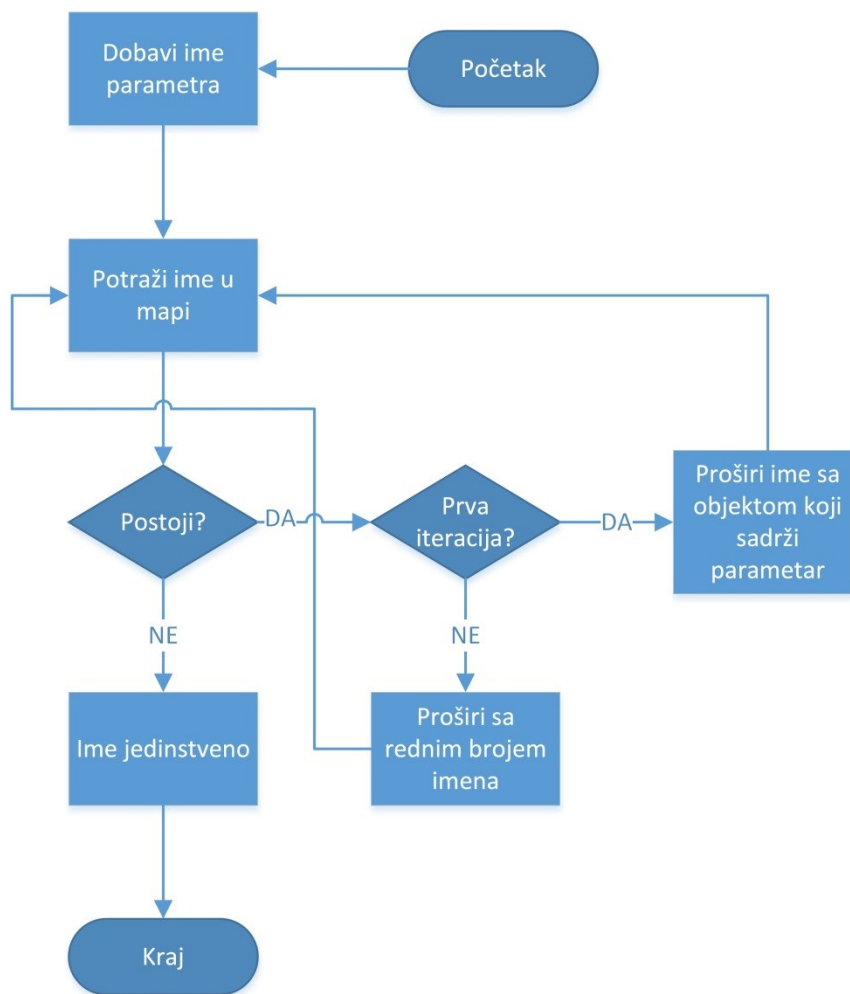 Početak
Dobavi ime
parametra
Potraži ime u
mapi
Postoji?
DA
Prva
iteracija?
DA
Proširi ime sa
objektom koji
sadrži
parametar
NE
NE
Ime jedinstveno
Proširi sa
rednim brojem
imena
Kraj